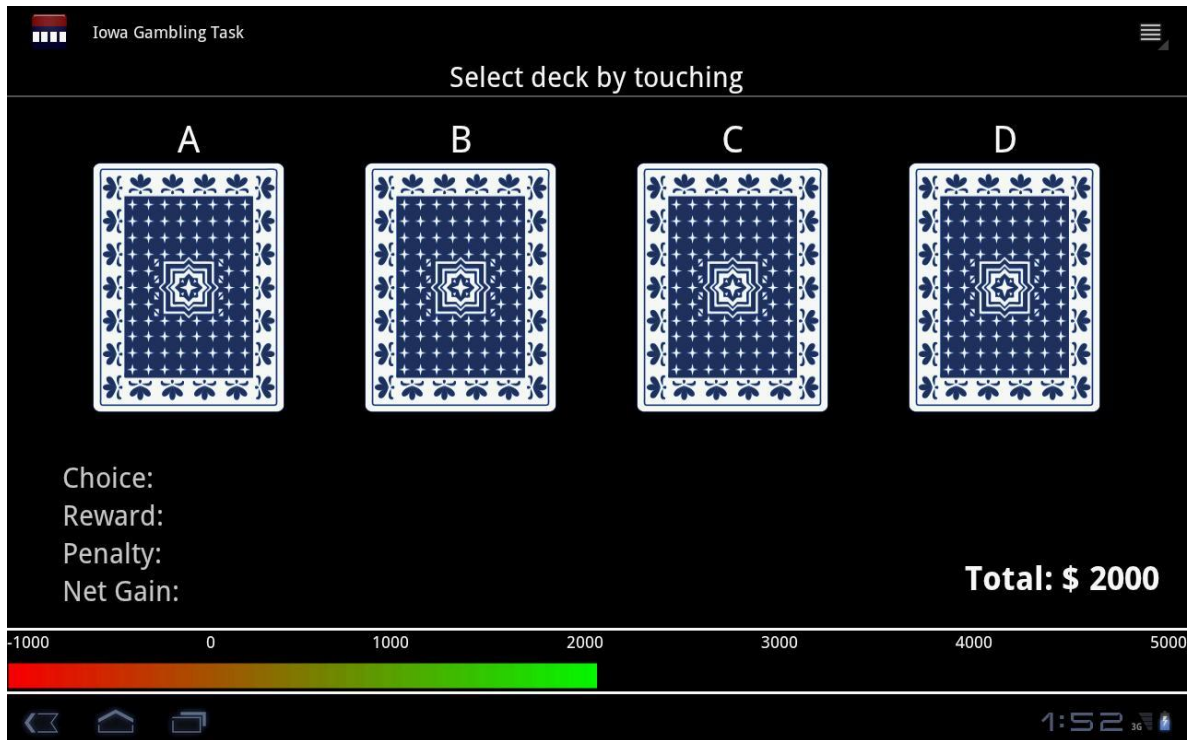 Iowa Gambling Task
Select deck by touching
A B C D
Choice:
Reward:
Penalty:
Net Gain:
Total: $ 2000
-1000 0 1000 2000 3000 4000 5000
1:52 3G